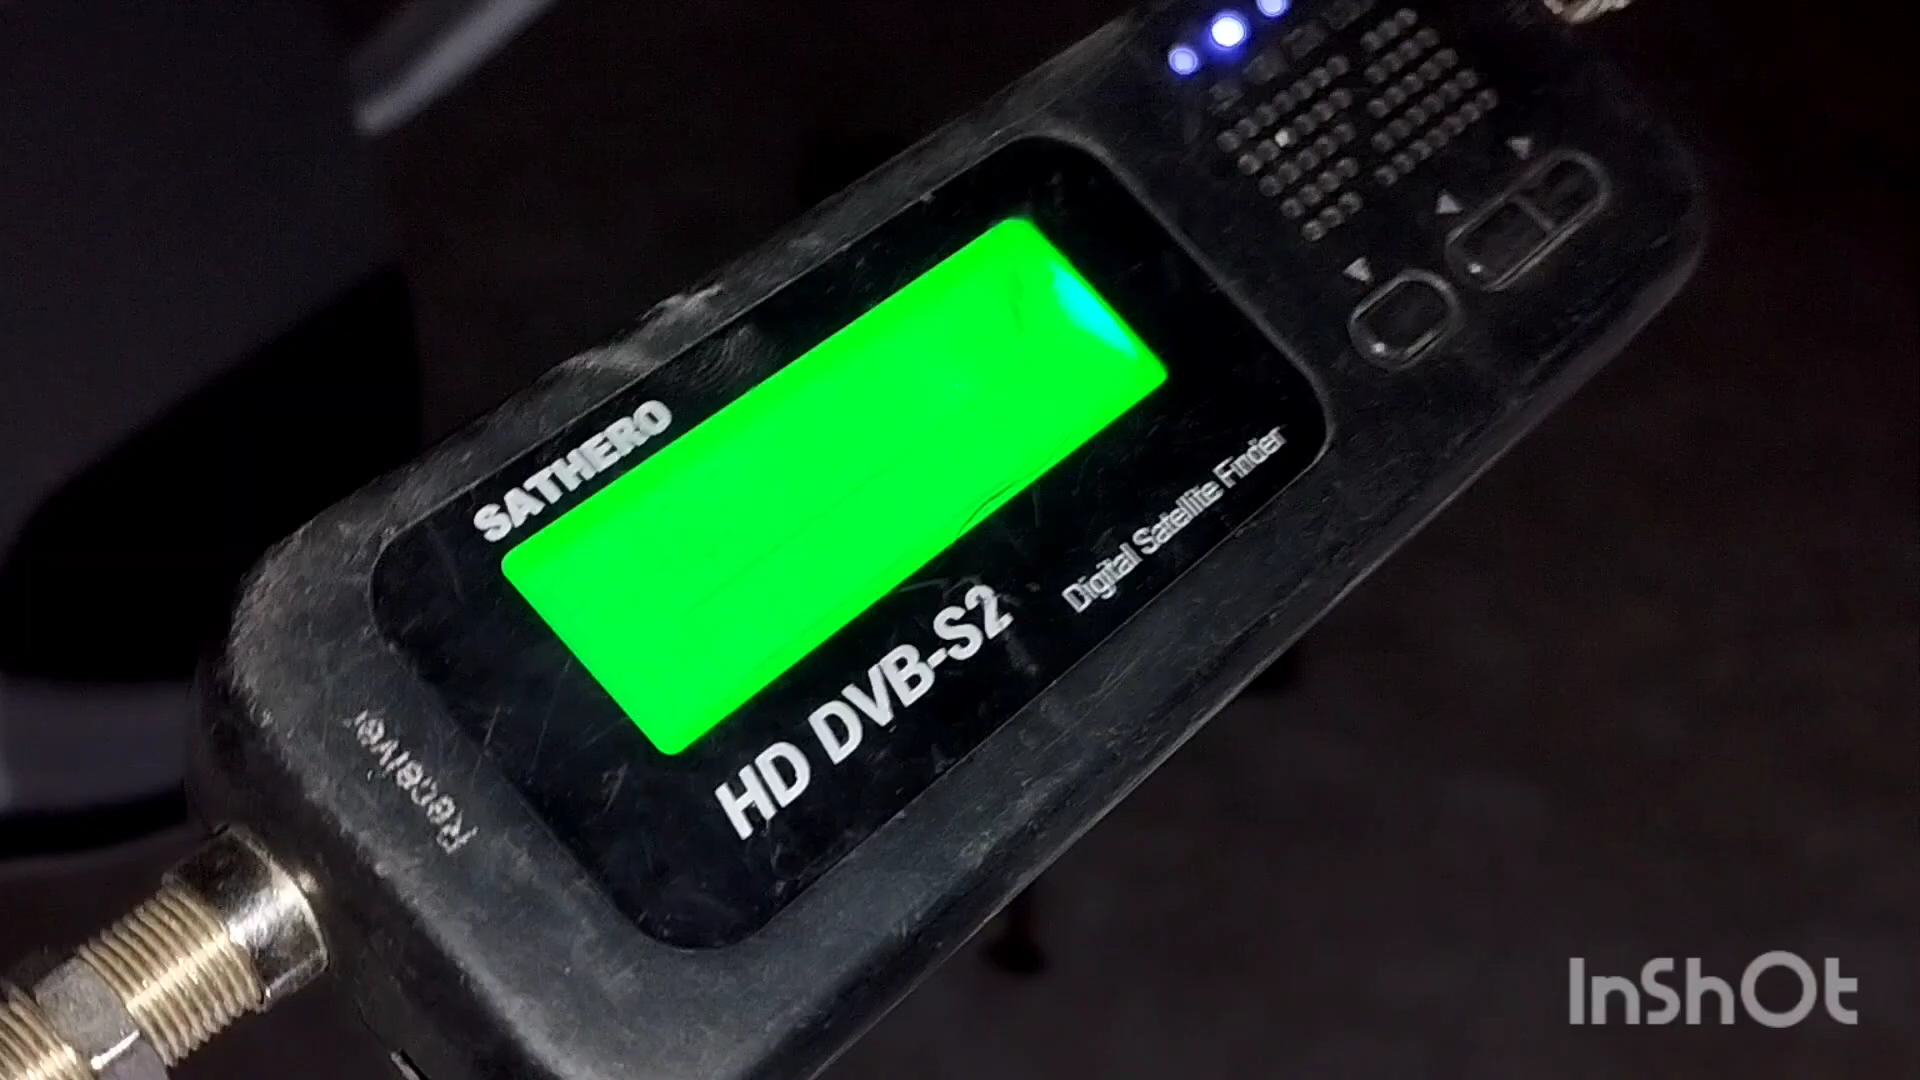 SATHERO
HD DVB-S2
Digital Satellite Finder
Receiver
InShOt